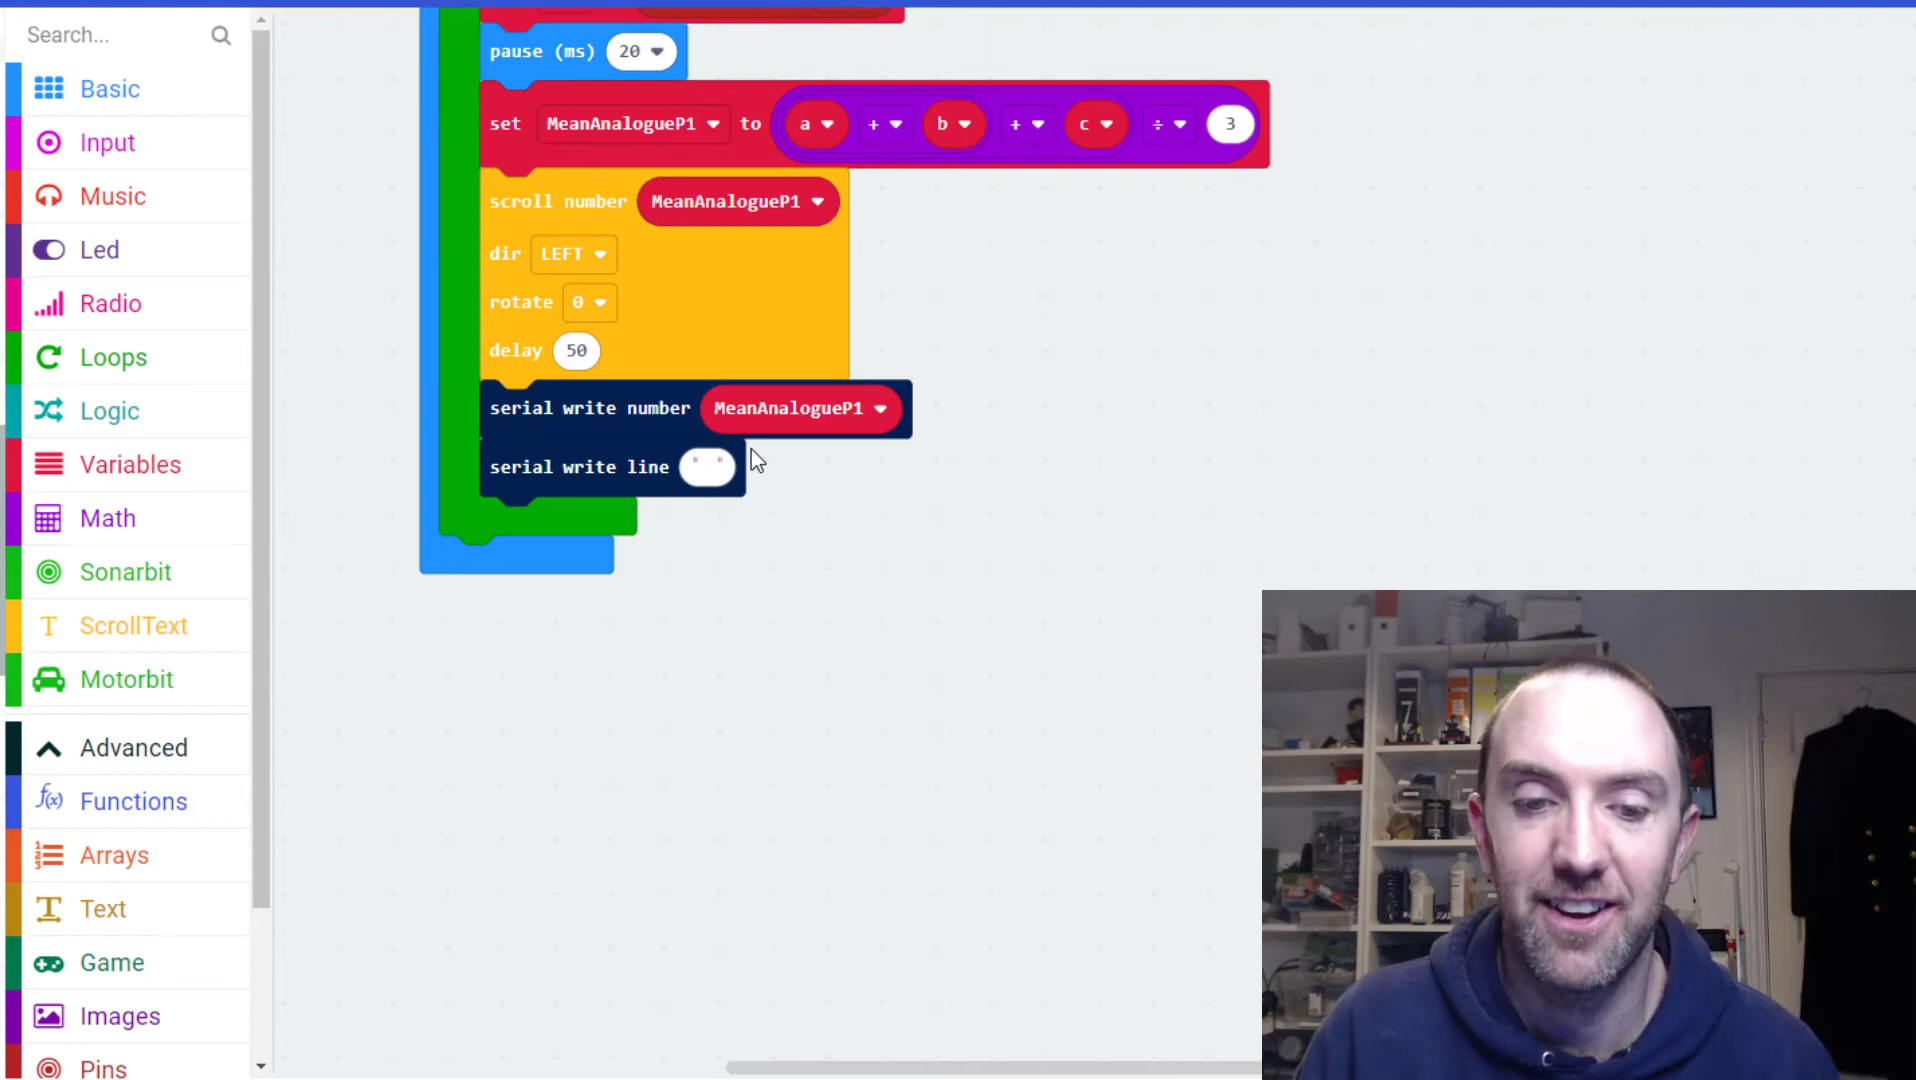 Search...
Basic
Input
Music
Led
Radio
Loops
Logic
Variables
Math
Sonarbit
ScrollText
Motorbit
Advanced
Functions
Arrays
Text
Game
Images
Pins
pause (ms) 20
set MeanAnalogueP1 to a + b + c ÷ 3
scroll number MeanAnalogueP1
dir LEFT
rotate 0
delay 50
serial write number MeanAnalogueP1
serial write line " "
7